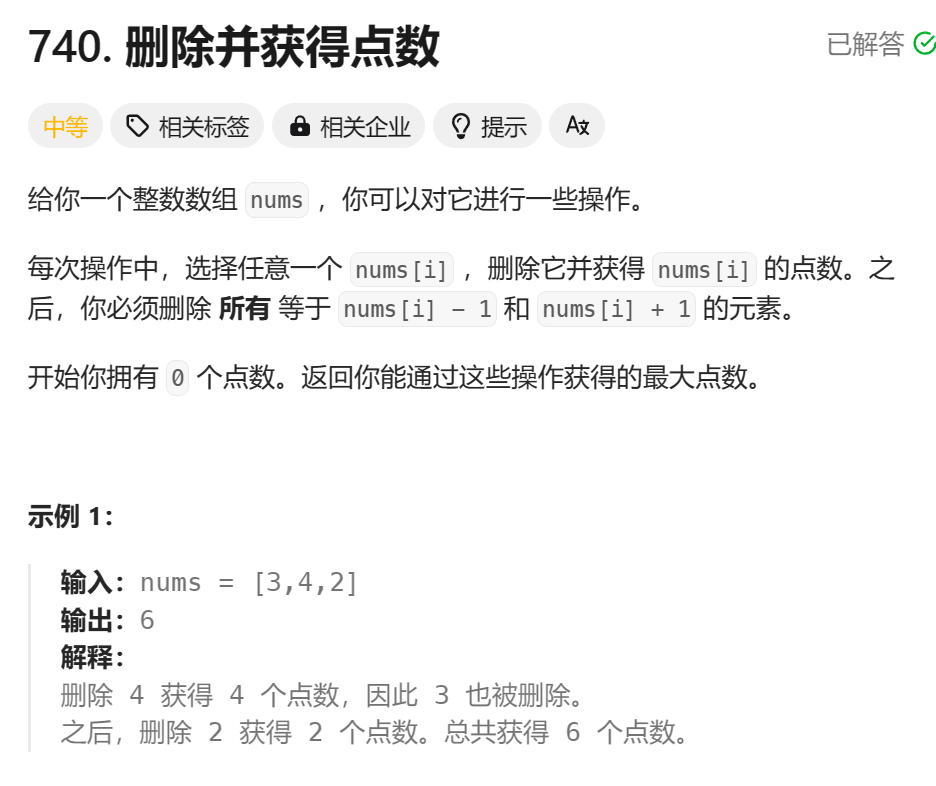 740. 删除并获得点数
已解答
中等 相关标签 相关企业 提示 A文
给你一个整数数组 nums ，你可以对它进行一些操作。
每次操作中，选择任意一个 nums[i] ，删除它并获得 nums[i] 的点数。之
后，你必须删除 所有 等于 nums[i] - 1 和 nums[i] + 1 的元素。
开始你拥有 0 个点数。返回你能通过这些操作获得的最大点数。
示例 1：
输入：nums = [3,4,2]
输出：6
解释：
删除 4 获得 4 个点数，因此 3 也被删除。
之后，删除 2 获得 2 个点数。总共获得 6 个点数。